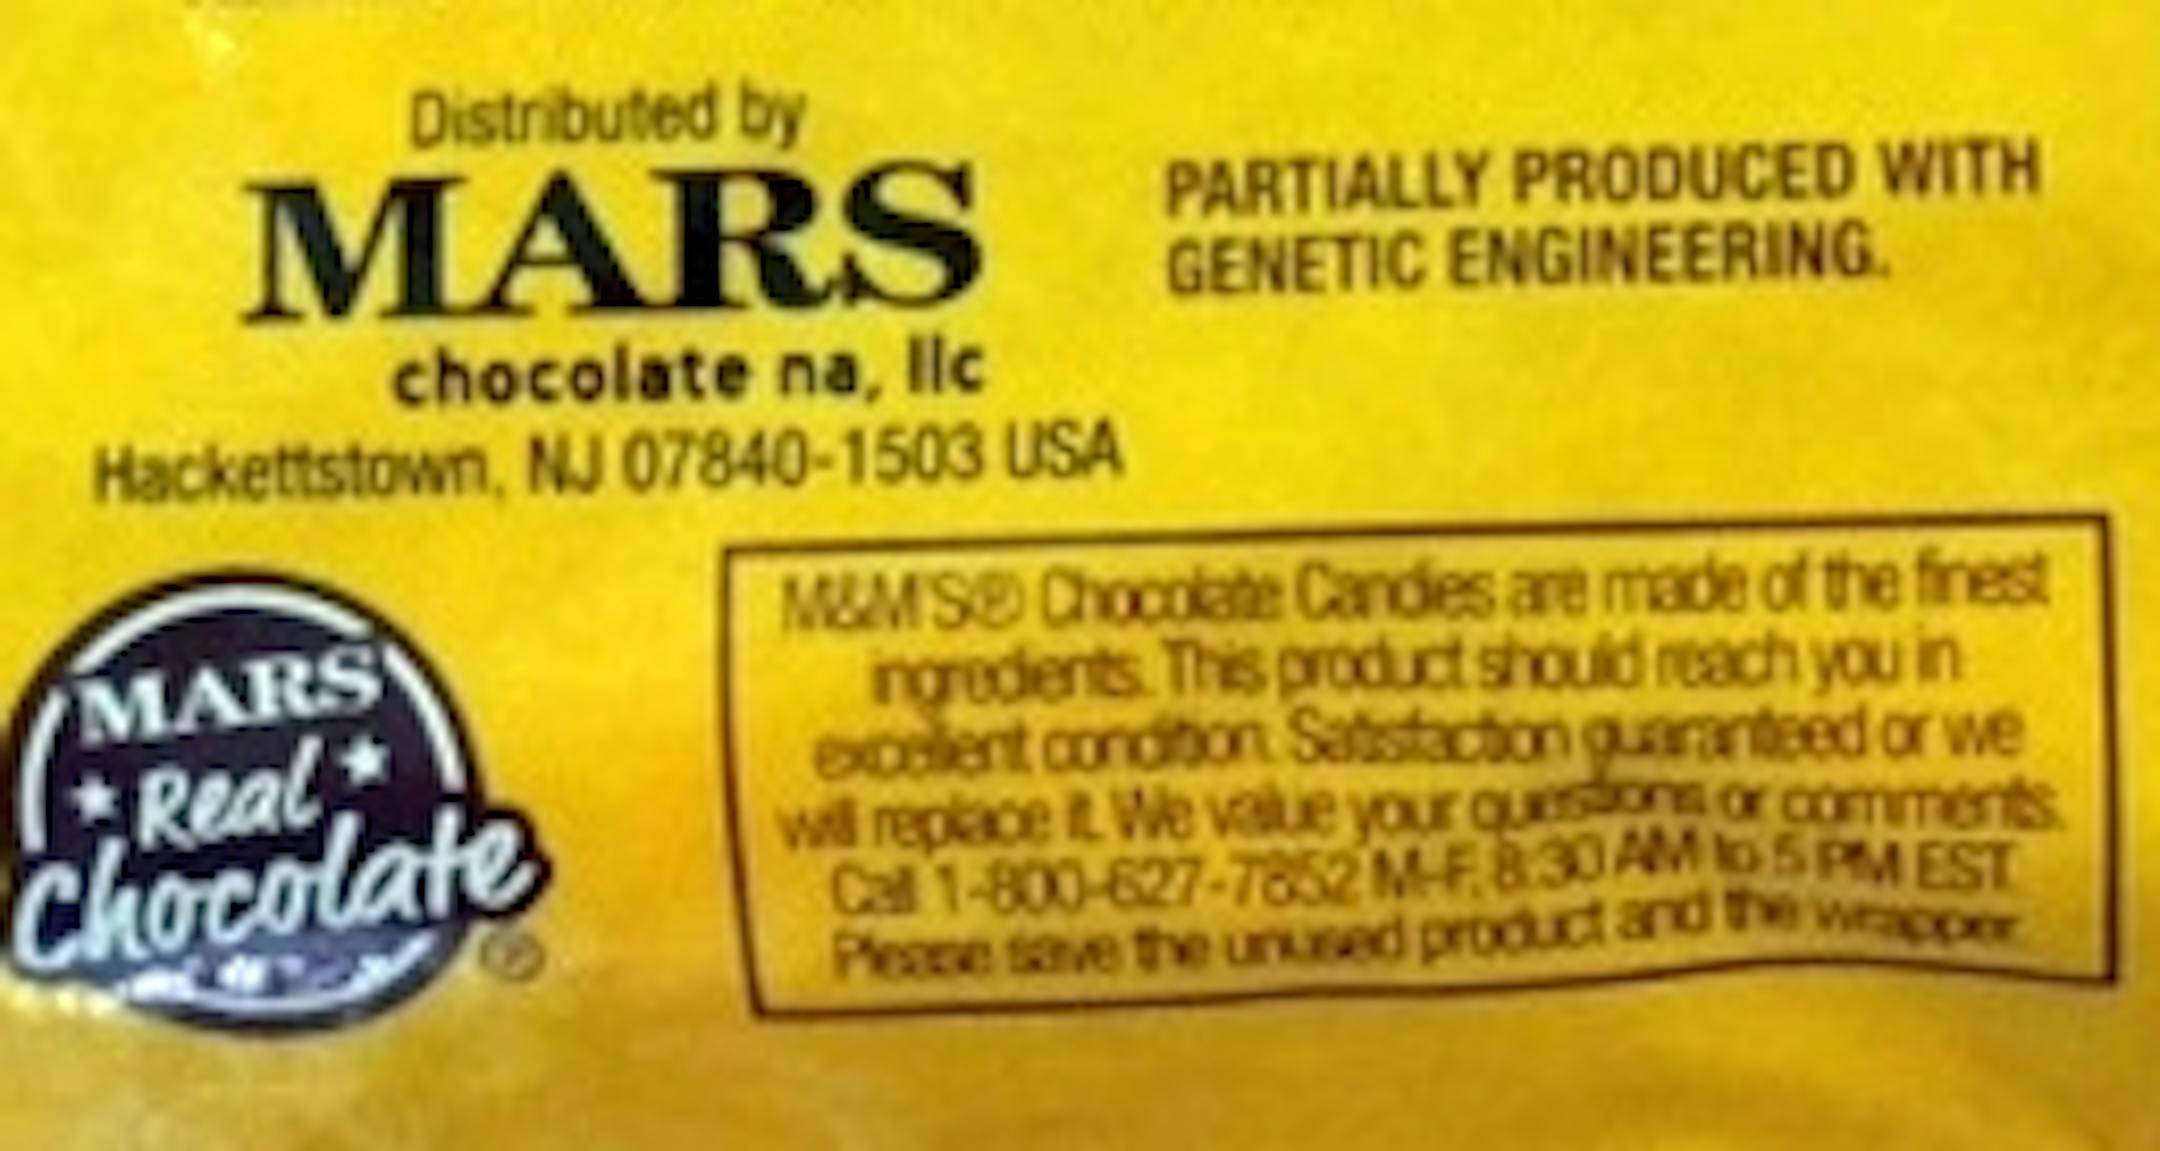 Distributed by
MARS
chocolate na, llc
Hackettstown, NJ 07840-1503 USA
PARTIALLY PRODUCED WITH
GENETIC ENGINEERING.
MARS
Real
Chocolate
®
M&M'S® Chocolate Candies are made of the finest
ingredients. This product should reach you in
excellent condition. Satisfaction guaranteed or we
will replace it. We value your questions or comments.
Call 1-800-627-7852 M-F, 8:30 AM to 5 PM EST.
Please save the unused product and the wrapper.